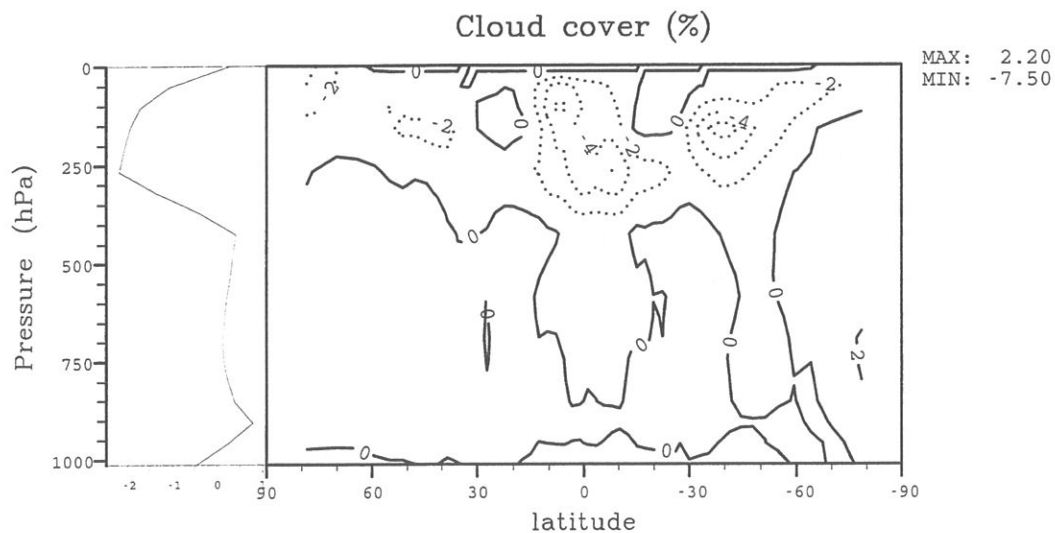 Cloud cover (%)
MAX: 2.20
MIN: -7.50
Pressure (hPa)
0
250
500
750
1000
-2 -1 0
90 60 30 0 -30 -60 -90
latitude
0 0 0
-2 -2 0 -4 -2 0 -4 2
0
0 0 0 0 0
2
0 0